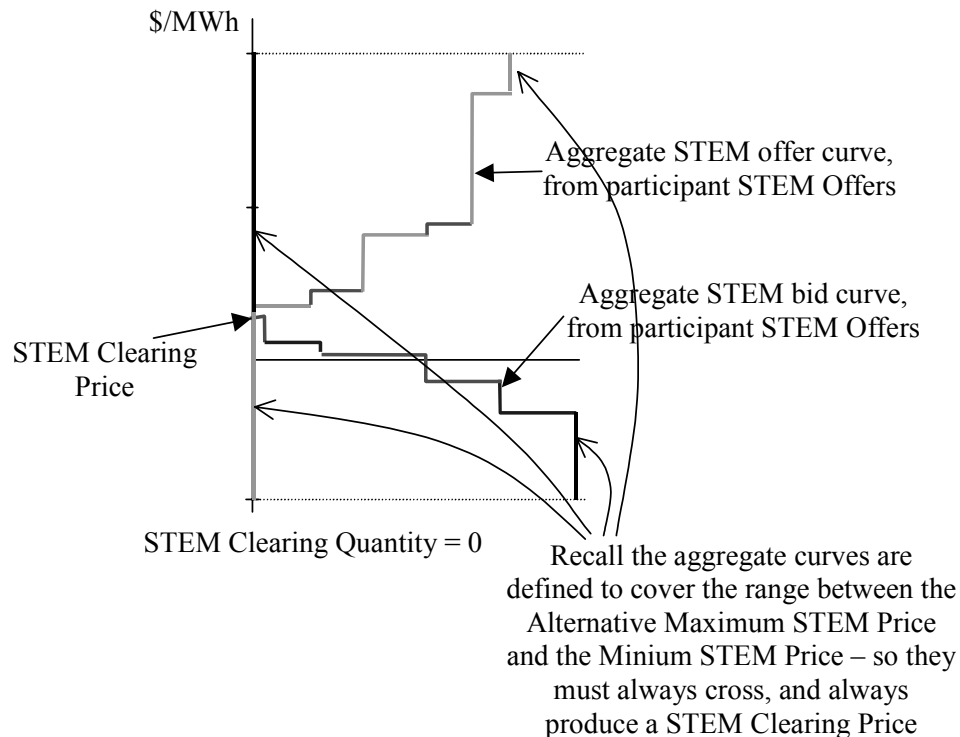 $/MWh
Aggregate STEM offer curve,
from participant STEM Offers
Aggregate STEM bid curve,
from participant STEM Offers
STEM Clearing
Price
STEM Clearing Quantity = 0
Recall the aggregate curves are
defined to cover the range between the
Alternative Maximum STEM Price
and the Minium STEM Price – so they
must always cross, and always
produce a STEM Clearing Price